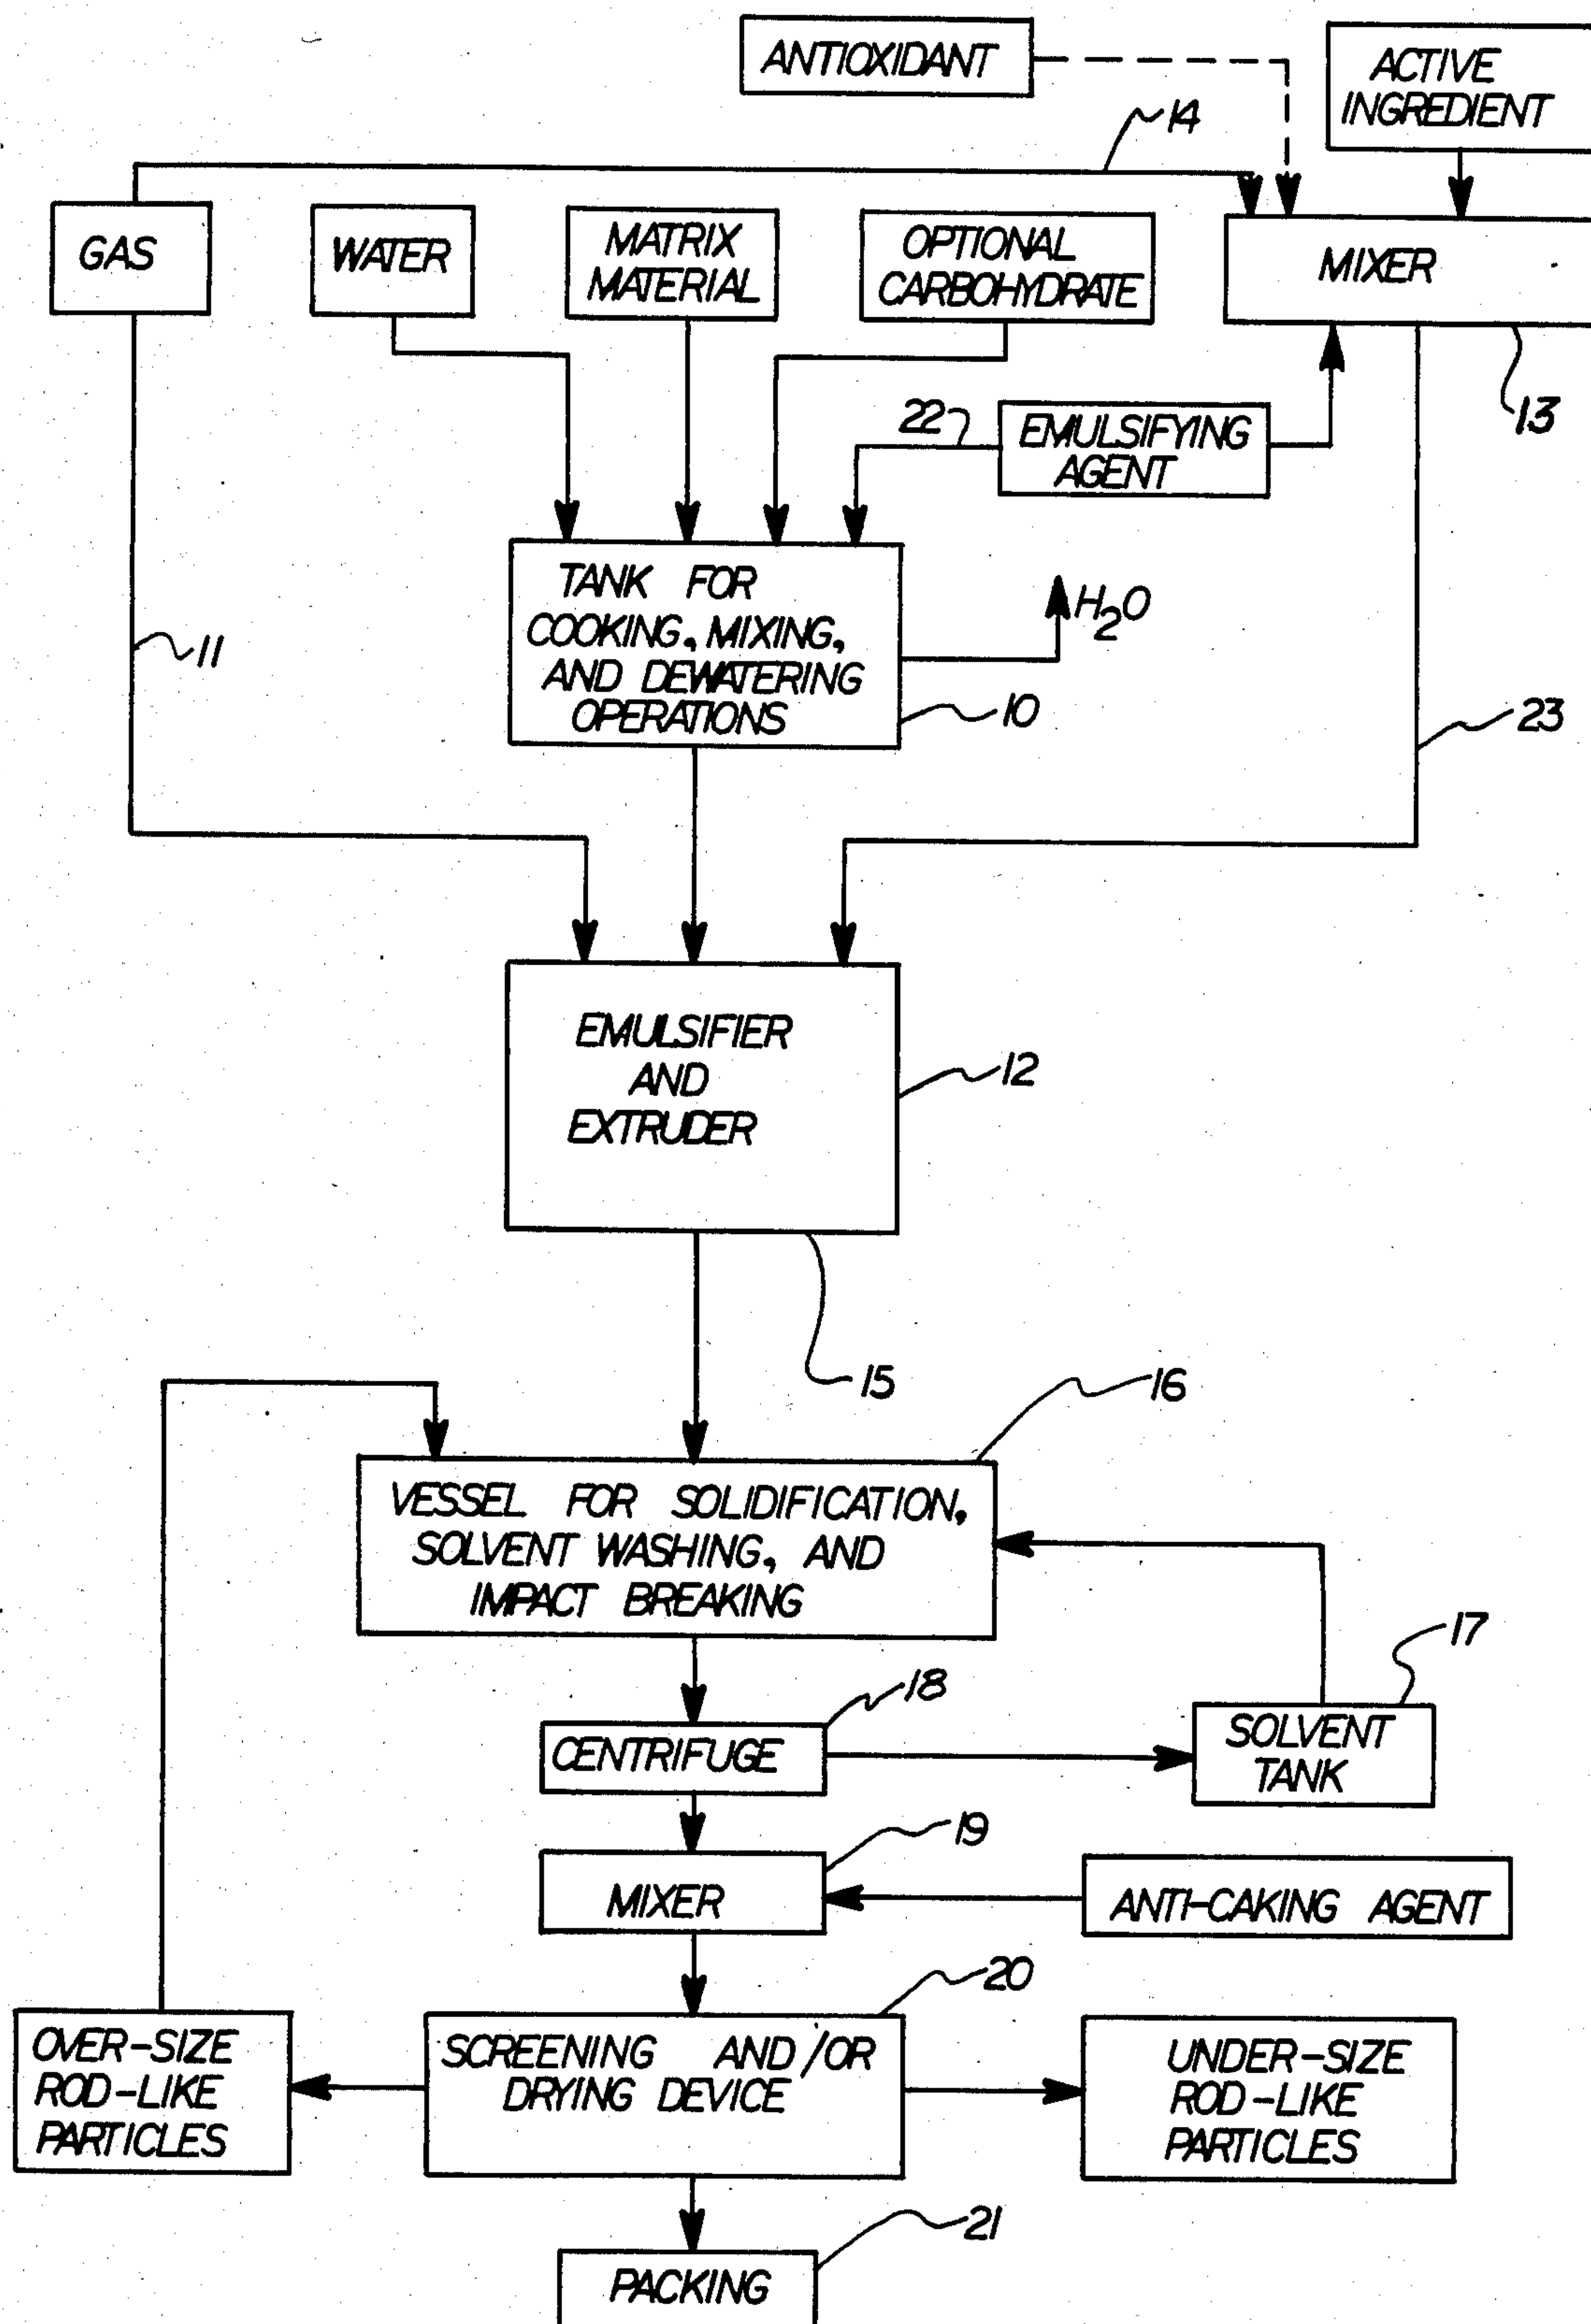 ANTIOXIDANT
ACTIVE
INGREDIENT
14
GAS
WATER
MATRIX
MATERIAL
OPTIONAL
CARBOHYDRATE
MIXER
13
22
EMULSIFYING
AGENT
TANK FOR
COOKING, MIXING,
AND DEWATERING
OPERATIONS
H2O
11
10
23
EMULSIFIER
AND
EXTRUDER
12
15
16
VESSEL FOR SOLIDIFICATION,
SOLVENT WASHING, AND
IMPACT BREAKING
17
18
CENTRIFUGE
SOLVENT
TANK
19
MIXER
ANTI-CAKING AGENT
20
OVER-SIZE
ROD-LIKE
PARTICLES
SCREENING AND/OR
DRYING DEVICE
UNDER-SIZE
ROD-LIKE
PARTICLES
21
PACKING